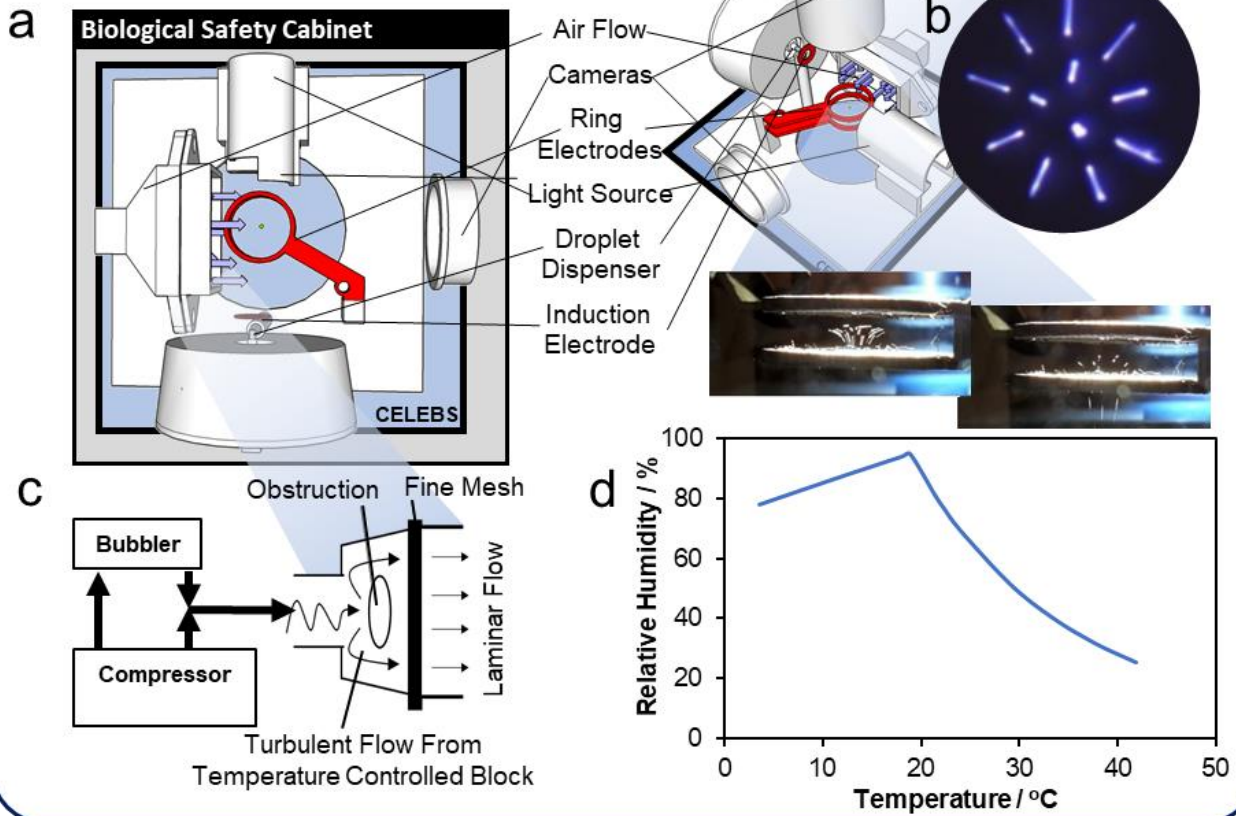 a
Biological Safety Cabinet
CELEBS
Air Flow
Cameras
Ring
Electrodes
Light Source
Droplet
Dispenser
Induction
Electrode
b
c
Obstruction
Fine Mesh
Bubbler
Compressor
Laminar Flow
Turbulent Flow From
Temperature Controlled Block
d
Relative Humidity / %
100
80
60
40
20
0
0
10
20
30
40
50
Temperature / ºC